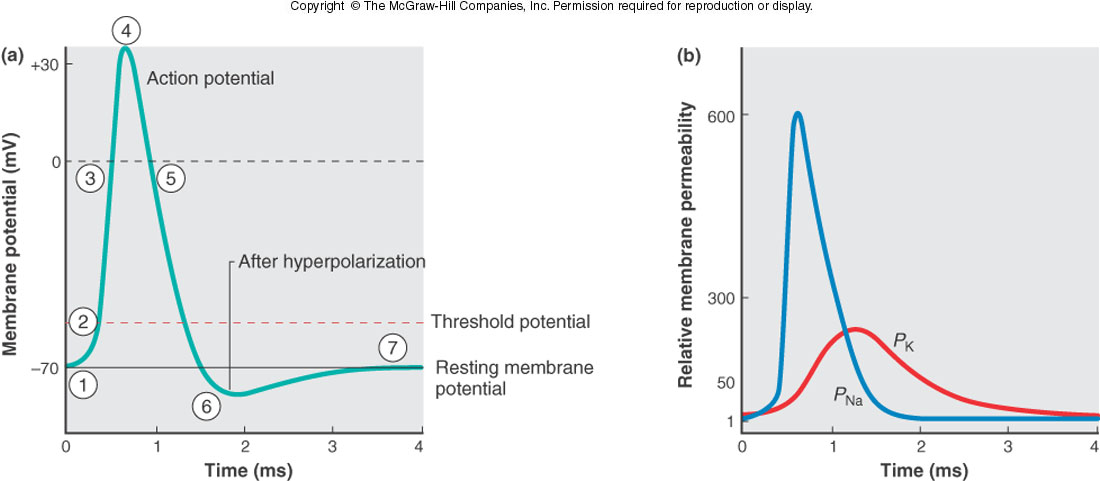 Copyright © The McGraw-Hill Companies, Inc. Permission required for reproduction or display.
(a)
Membrane potential (mV)
+30
0
–70
4
Action potential
3
5
After hyperpolarization
2
Threshold potential
7
Resting membrane
potential
1
6
0 1 2 3 4
Time (ms)
(b)
Relative membrane permeability
600
300
50
1
PK
PNa
0 1 2 3 4
Time (ms)